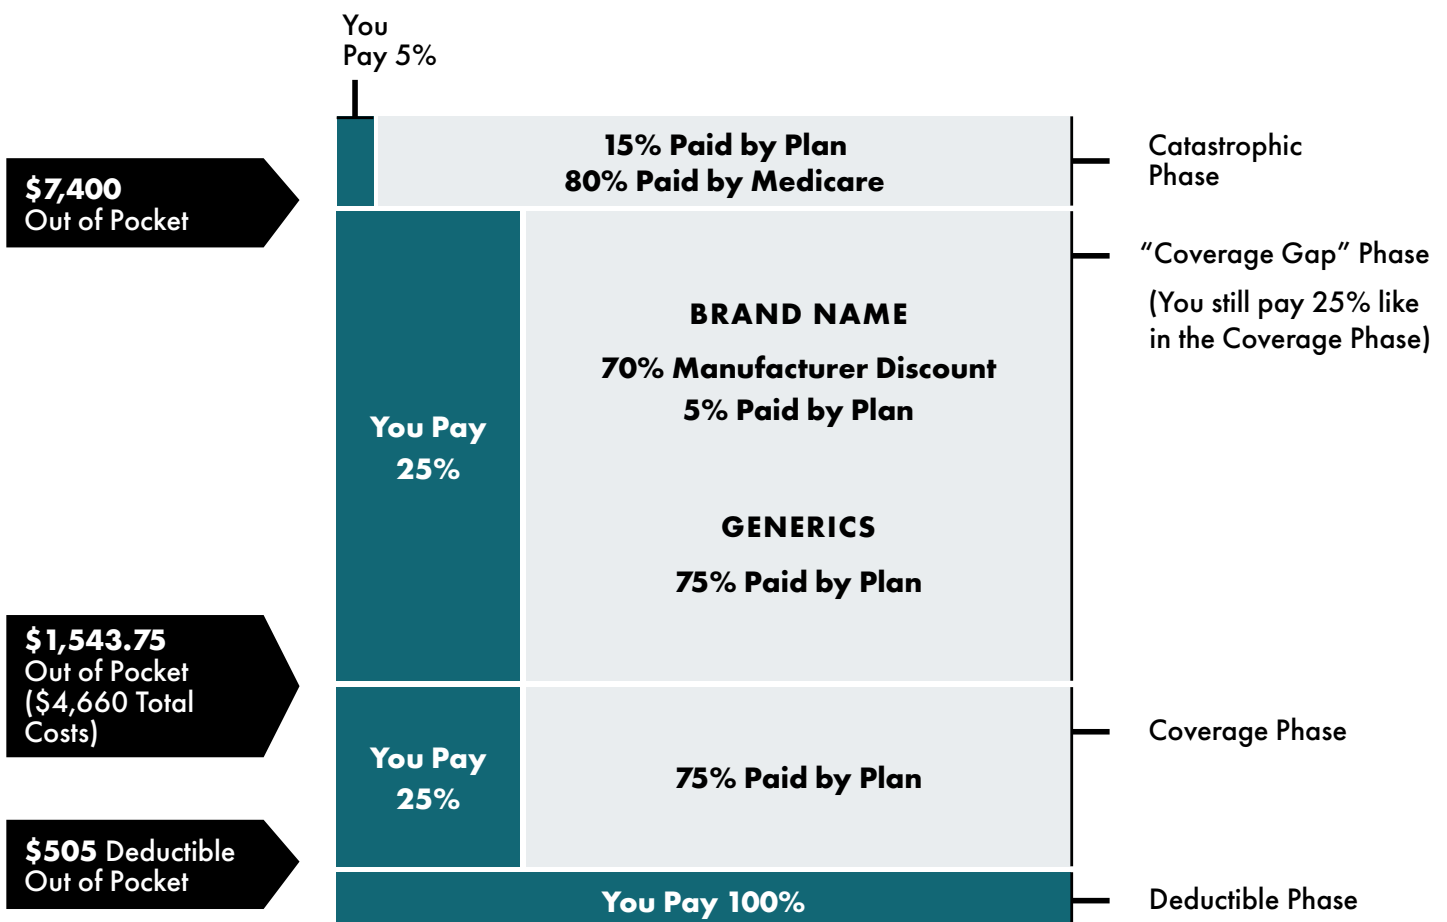 You
Pay 5%
15% Paid by Plan
80% Paid by Medicare
Catastrophic
Phase
$7,400
Out of Pocket
“Coverage Gap” Phase
(You still pay 25% like
in the Coverage Phase)
BRAND NAME
70% Manufacturer Discount
5% Paid by Plan
You Pay
25%
GENERICS
75% Paid by Plan
$1,543.75
Out of Pocket
($4,660 Total
Costs)
You Pay
25%
75% Paid by Plan
Coverage Phase
$505 Deductible
Out of Pocket
You Pay 100%
Deductible Phase